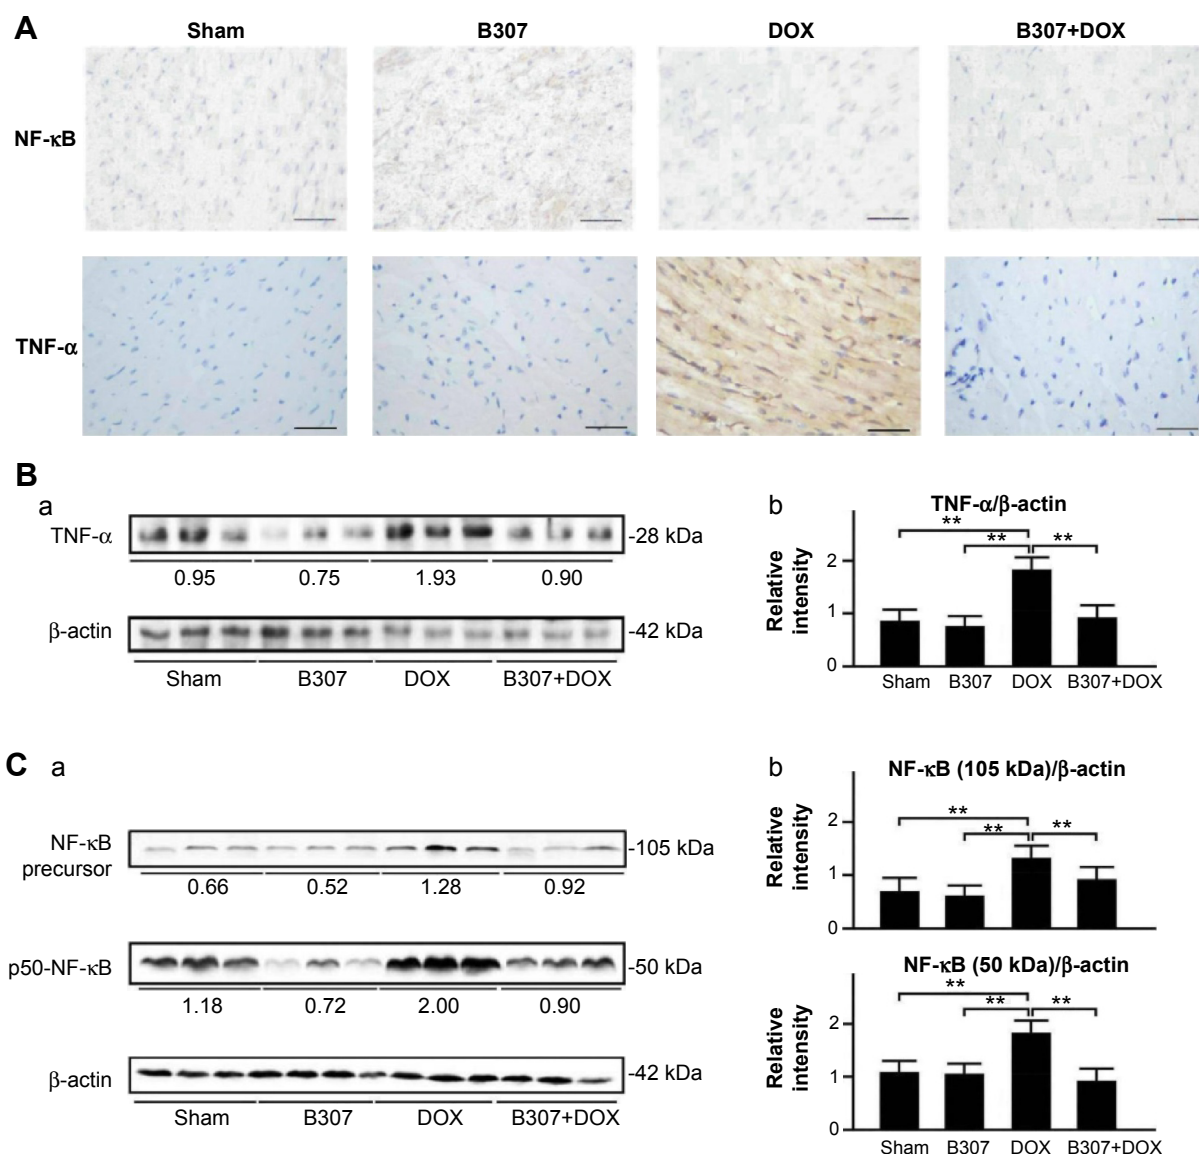 A
Sham B307 DOX B307+DOX
NF-κB
TNF-α
B
a
TNF-α -28 kDa
0.95 0.75 1.93 0.90
β-actin -42 kDa
Sham B307 DOX B307+DOX
b
TNF-α/β-actin
Relative
intensity
** ** **
2
1
0
Sham B307 DOX B307+DOX
C a
NF-κB
precursor
-105 kDa
0.66 0.52 1.28 0.92
p50-NF-κB -50 kDa
1.18 0.72 2.00 0.90
β-actin -42 kDa
Sham B307 DOX B307+DOX
b
NF-κB (105 kDa)/β-actin
Relative
intensity
** ** **
2
1
0
NF-κB (50 kDa)/β-actin
Relative
intensity
** ** **
2
1
0
Sham B307 DOX B307+DOX